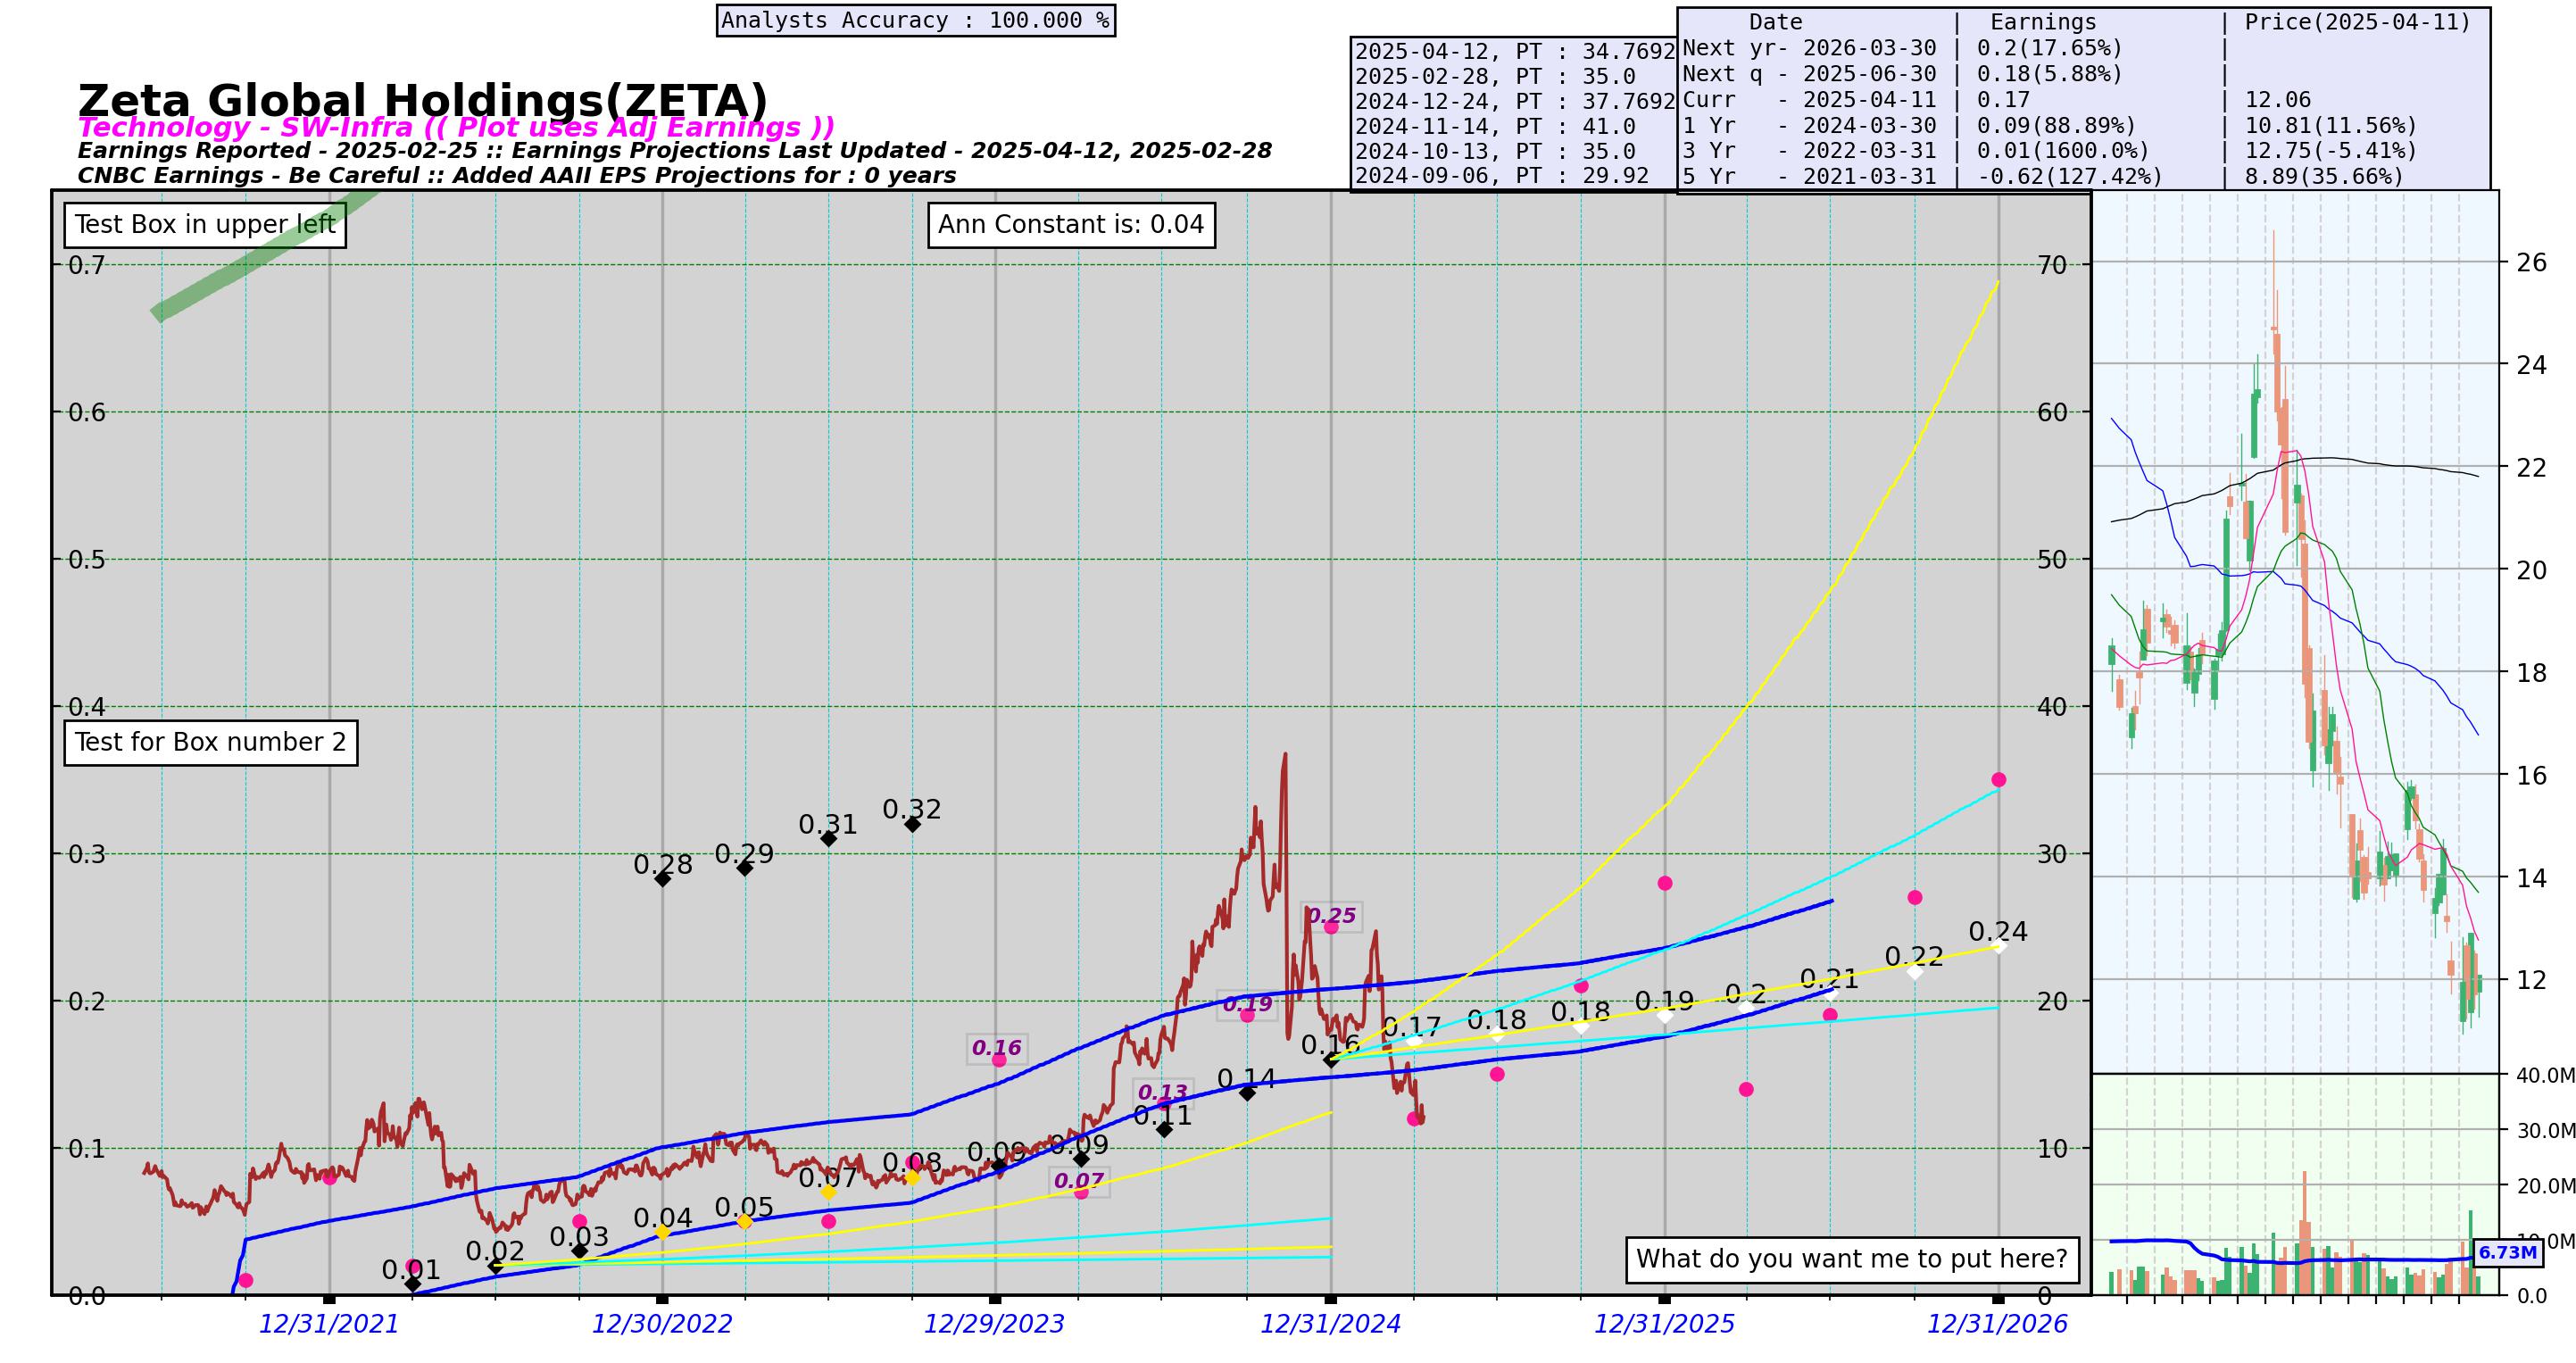 Analysts Accuracy : 100.000 %
Zeta Global Holdings(ZETA)
Technology - SW-Infra (( Plot uses Adj Earnings ))
Earnings Reported - 2025-02-25 :: Earnings Projections Last Updated - 2025-04-12, 2025-02-28
CNBC Earnings - Be Careful :: Added AAII EPS Projections for : 0 years
2025-04-12, PT : 34.7692
2025-02-28, PT : 35.0
2024-12-24, PT : 37.7692
2024-11-14, PT : 41.0
2024-10-13, PT : 35.0
2024-09-06, PT : 29.92
Date | Earnings | Price(2025-04-11)
Next yr- 2026-03-30 | 0.2(17.65%) |
Next q - 2025-06-30 | 0.18(5.88%) |
Curr - 2025-04-11 | 0.17 | 12.06
1 Yr - 2024-03-30 | 0.09(88.89%) | 10.81(11.56%)
3 Yr - 2022-03-31 | 0.01(1600.0%) | 12.75(-5.41%)
5 Yr - 2021-03-31 | -0.62(127.42%) | 8.89(35.66%)
Test Box in upper left
Ann Constant is: 0.04
Test for Box number 2
What do you want me to put here?
0.7
0.6
0.5
0.4
0.3
0.2
0.1
0.0
70
60
50
40
30
20
10
0
0.28
0.29
0.31
0.32
0.01
0.02
0.03
0.04
0.05
0.07
0.08
0.09
0.09
0.11
0.14
0.16
0.17
0.18
0.18
0.19
0.2
0.21
0.22
0.24
0.16
0.07
0.13
0.19
0.25
12/31/2021
12/30/2022
12/29/2023
12/31/2024
12/31/2025
12/31/2026
26
24
22
20
18
16
14
12
40.0M
30.0M
20.0M
10.0M
6.73M
0.0